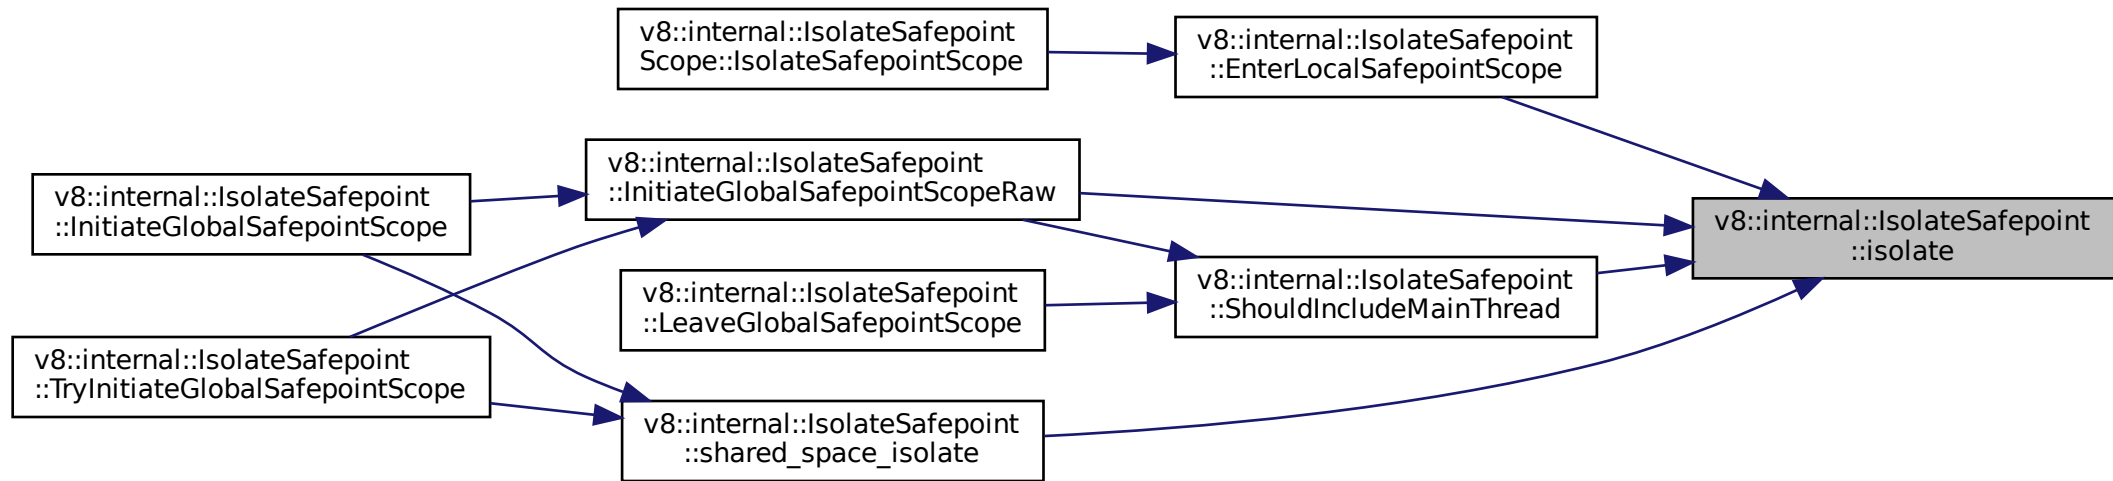 v8::internal::IsolateSafepoint
Scope::IsolateSafepointScope
v8::internal::IsolateSafepoint
::EnterLocalSafepointScope
v8::internal::IsolateSafepoint
::InitiateGlobalSafepointScopeRaw
v8::internal::IsolateSafepoint
::InitiateGlobalSafepointScope
v8::internal::IsolateSafepoint
::isolate
v8::internal::IsolateSafepoint
::LeaveGlobalSafepointScope
v8::internal::IsolateSafepoint
::ShouldIncludeMainThread
v8::internal::IsolateSafepoint
::TryInitiateGlobalSafepointScope
v8::internal::IsolateSafepoint
::shared_space_isolate